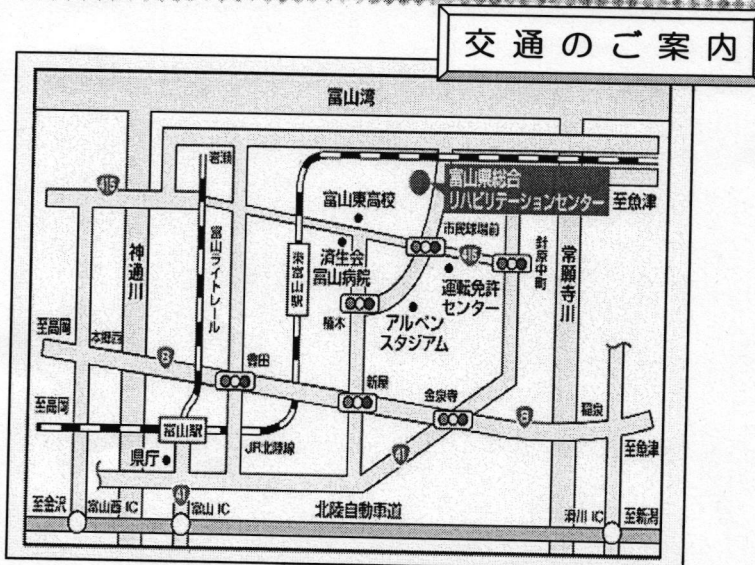 交通のご案内
富山湾
岩瀬
415
富山県総合
リハビリテーションセンター
至魚津
富山東高校
市民球場前
神通川
富山ライトレール
東富山駅
済生会
富山病院
415
針原中町
常願寺川
運転免許
センター
楠木
アルペン
スタジアム
至高岡
本郷西
8
豊田
新屋
金泉寺
8
稲泉
至高岡
富山駅
JR北陸線
41
至魚津
県庁
41
至金沢
富山西IC
富山IC
北陸自動車道
滑川IC
至新潟